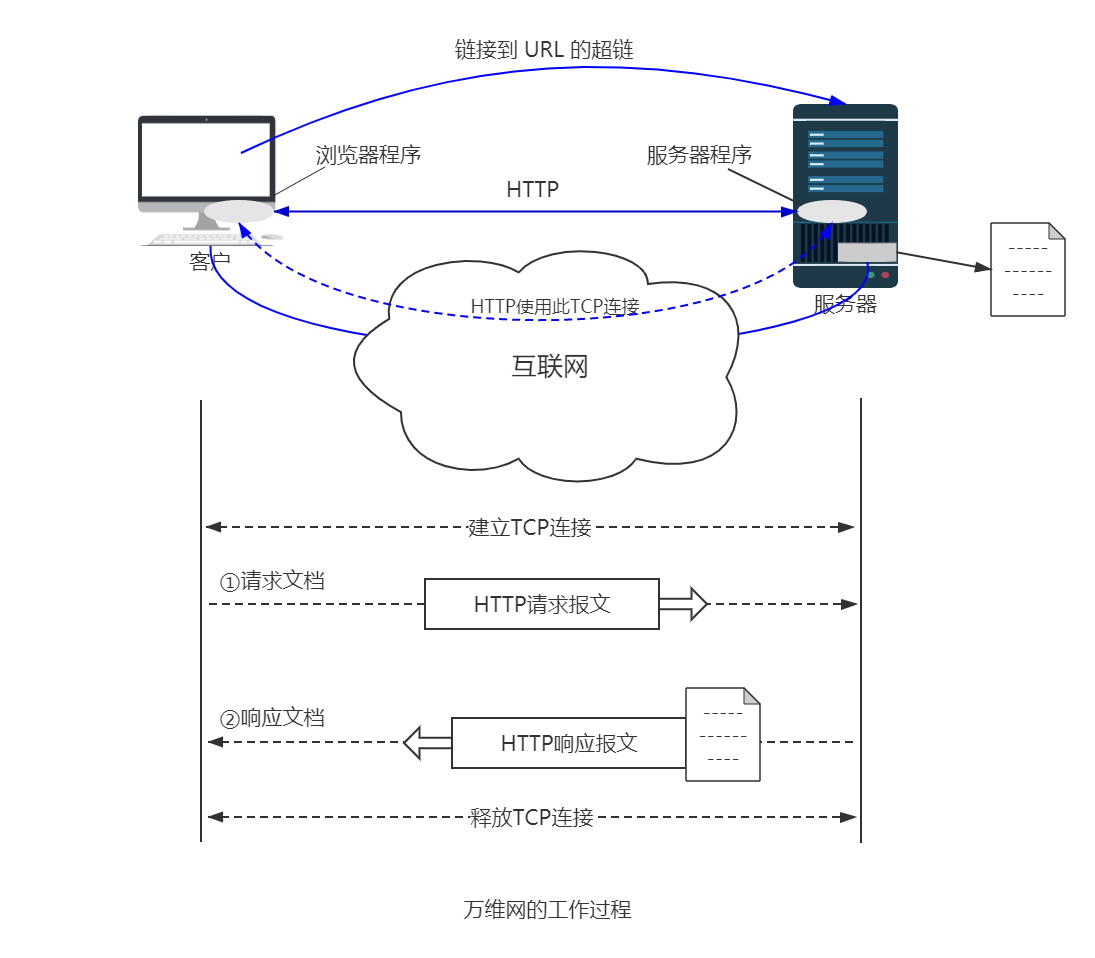 链接到 URL 的超链
浏览器程序
服务器程序
HTTP
客户
服务器
HTTP使用此TCP连接
互联网
建立TCP连接
①请求文档
HTTP请求报文
②响应文档
HTTP响应报文
释放TCP连接
万维网的工作过程